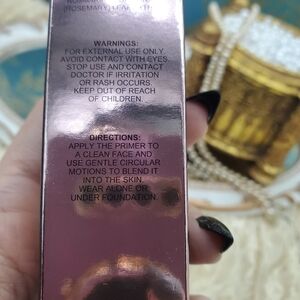 (ROSEMARY) LEAF
WARNINGS:
FOR EXTERNAL USE ONLY.
AVOID CONTACT WITH EYES.
STOP USE AND CONTACT
DOCTOR IF IRRITATION
OR RASH OCCURS.
KEEP OUT OF REACH
OF CHILDREN.
DIRECTIONS:
APPLY THE PRIMER TO
A CLEAN FACE AND
USE GENTLE CIRCULAR
MOTIONS TO BLEND IT
INTO THE SKIN.
WEAR ALONE OR
UNDER FOUNDATION.